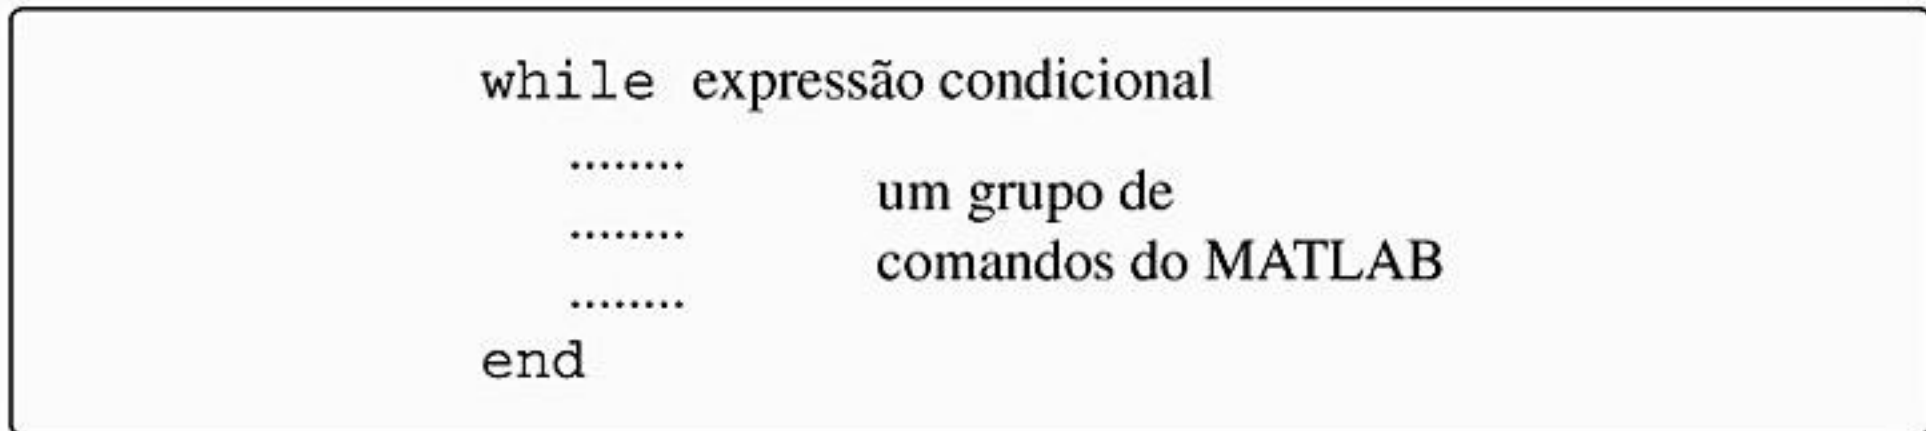 while expressão condicional
........
um grupo de
........
comandos do MATLAB
........
end